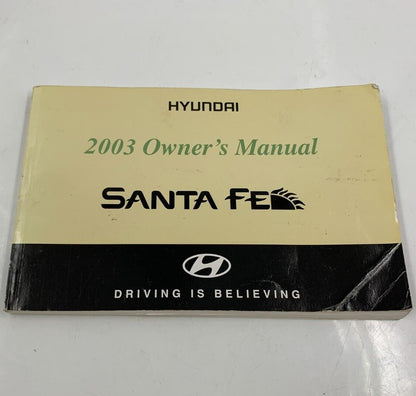 HYUNDAI
2003 Owner's Manual
SANTA FE
DRIVING IS BELIEVING